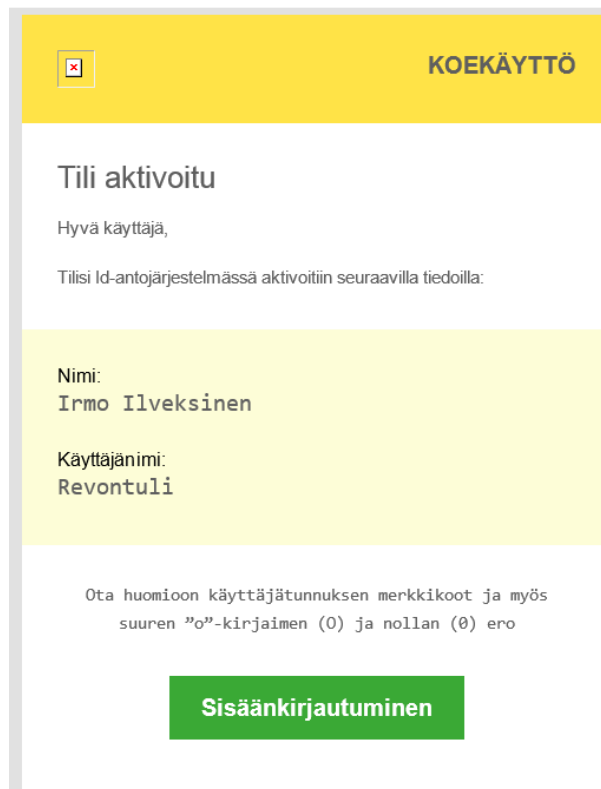 KOEKÄYTTÖ
Tili aktivoitu
Hyvä käyttäjä,
Tilisi Id-antojärjestelmässä aktivoitiin seuraavilla tiedoilla:
Nimi:
Irmo Ilveksinen
Käyttäjänimi:
Revontuli
Ota huomioon käyttäjätunnuksen merkkikoot ja myös
suuren ”o”-kirjaimen (O) ja nollan (0) ero
Sisäänkirjautuminen